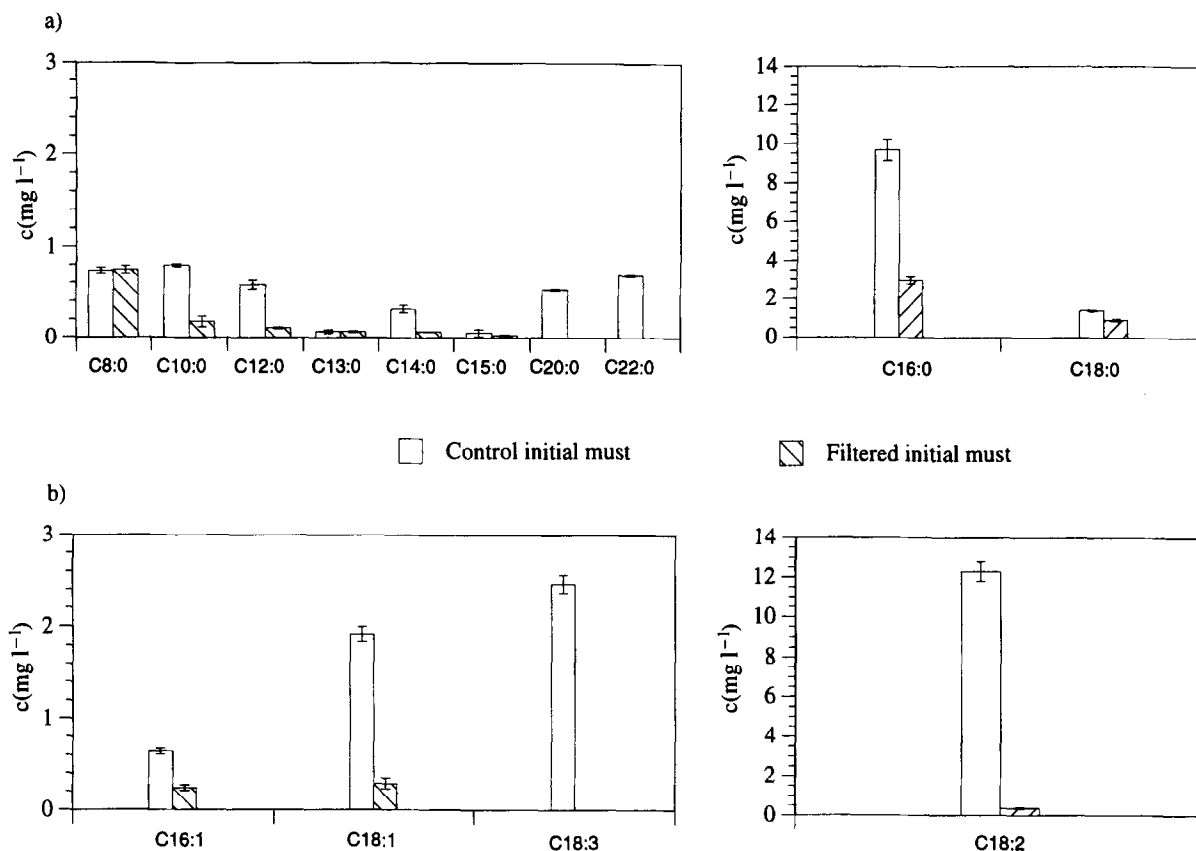 a)
3
2
1
0
c(mg l⁻¹)
C8:0 C10:0 C12:0 C13:0 C14:0 C15:0 C20:0 C22:0
14
12
10
8
6
4
2
0
c(mg l⁻¹)
C16:0 C18:0
Control initial must
Filtered initial must
b)
3
2
1
0
c(mg l⁻¹)
C16:1 C18:1 C18:3
14
12
10
8
6
4
2
0
c(mg l⁻¹)
C18:2